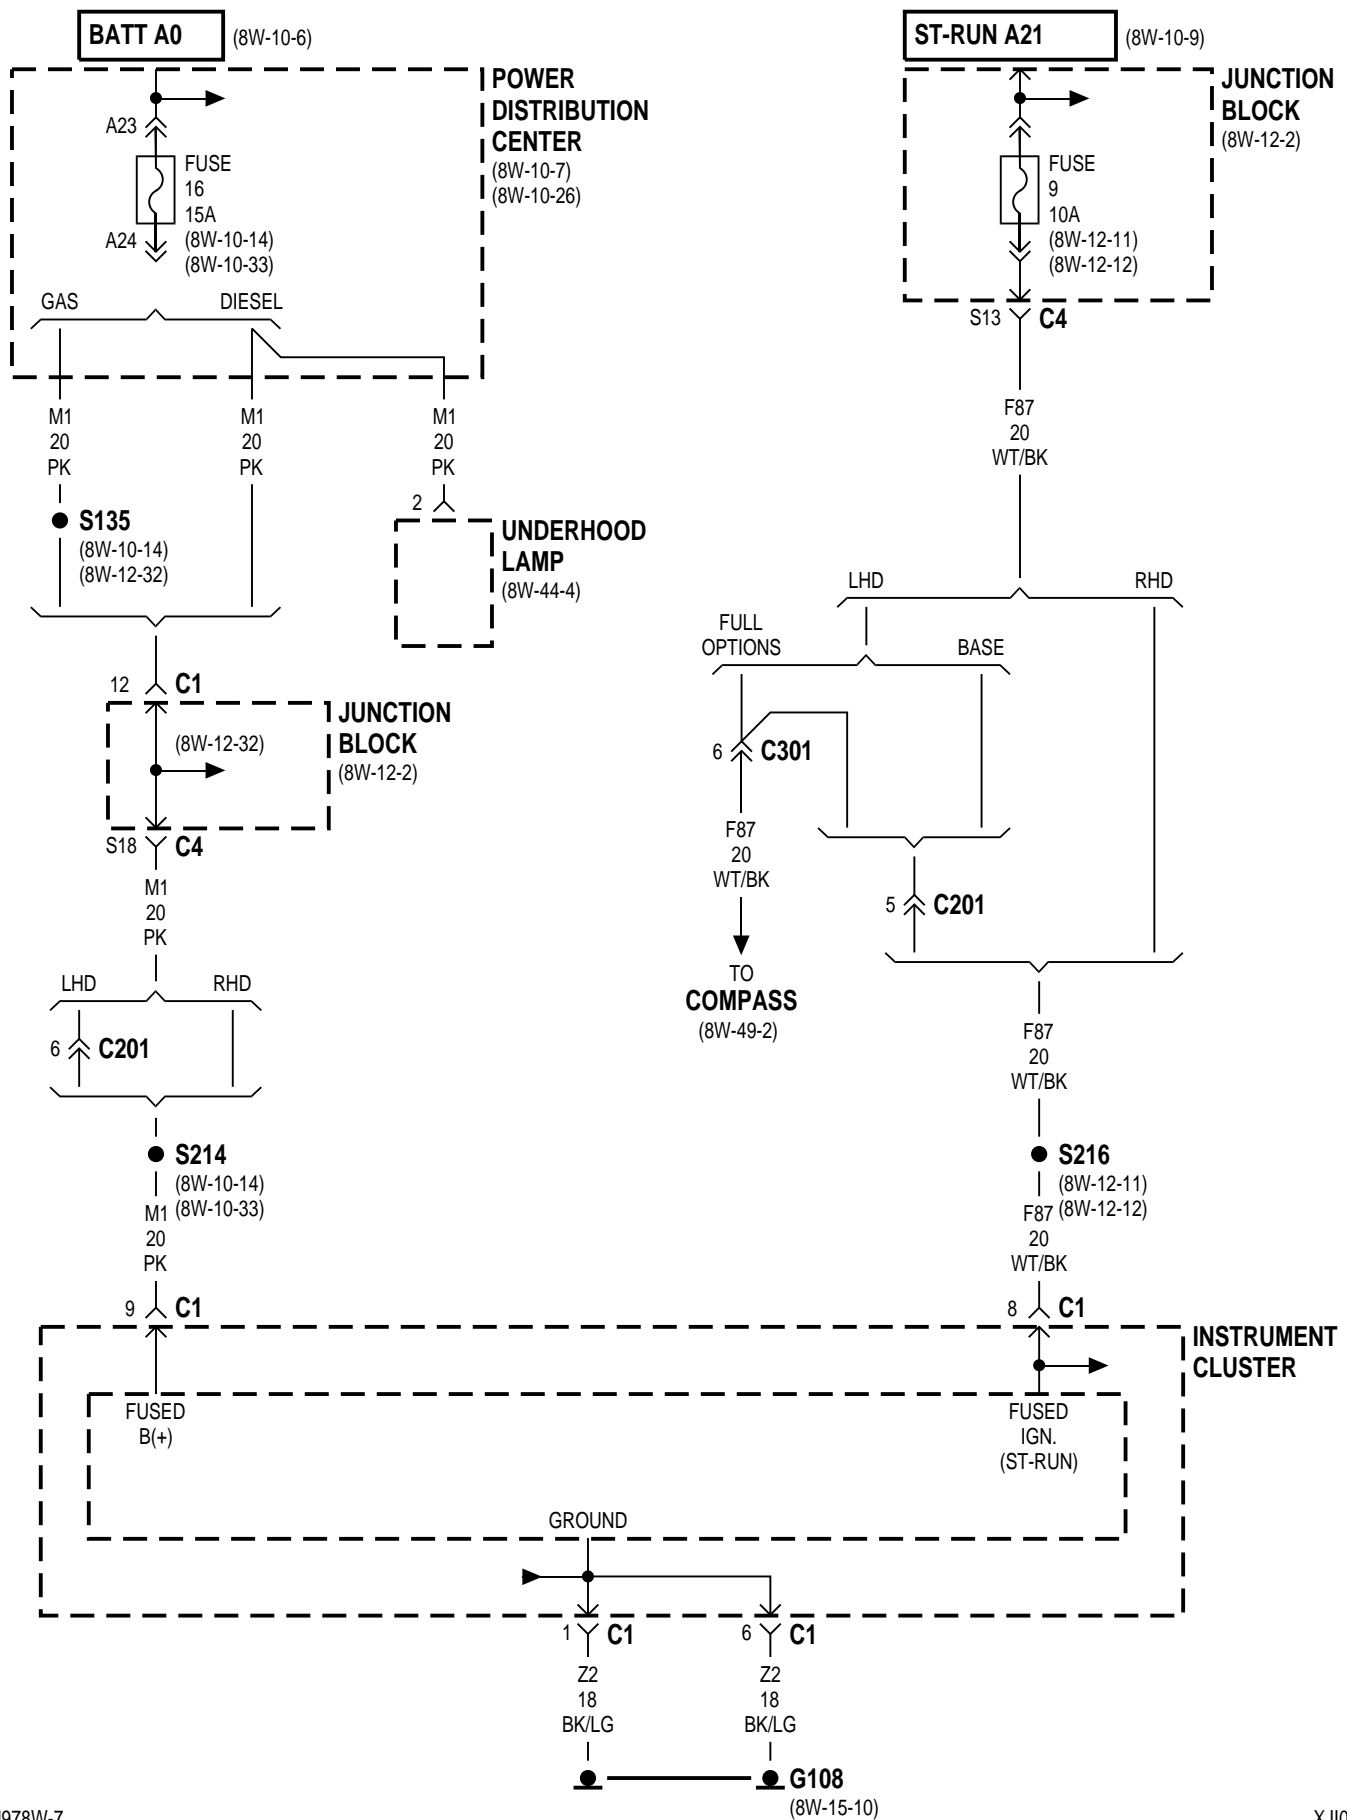 BATT A0 (8W-10-6)
ST-RUN A21 (8W-10-9)
POWER
DISTRIBUTION
CENTER
(8W-10-7)
(8W-10-26)
A23
FUSE
16
15A
(8W-10-14)
(8W-10-33)
A24
GAS DIESEL
JUNCTION
BLOCK
(8W-12-2)
FUSE
9
10A
(8W-12-11)
(8W-12-12)
S13 C4
M1
20
PK
M1
20
PK
M1
20
PK
F87
20
WT/BK
S135
(8W-10-14)
(8W-12-32)
2
UNDERHOOD
LAMP
(8W-44-4)
LHD RHD
FULL
OPTIONS
BASE
12 C1
JUNCTION
BLOCK
(8W-12-2)
(8W-12-32)
S18 C4
6 C301
F87
20
WT/BK
5 C201
TO
COMPASS
(8W-49-2)
M1
20
PK
LHD RHD
6 C201
F87
20
WT/BK
S214
(8W-10-14)
(8W-10-33)
M1
20
PK
S216
(8W-12-11)
(8W-12-12)
F87
20
WT/BK
9 C1
8 C1
INSTRUMENT
CLUSTER
FUSED
B(+)
FUSED
IGN.
(ST-RUN)
GROUND
1 C1
6 C1
Z2
18
BK/LG
Z2
18
BK/LG
G108
(8W-15-10)